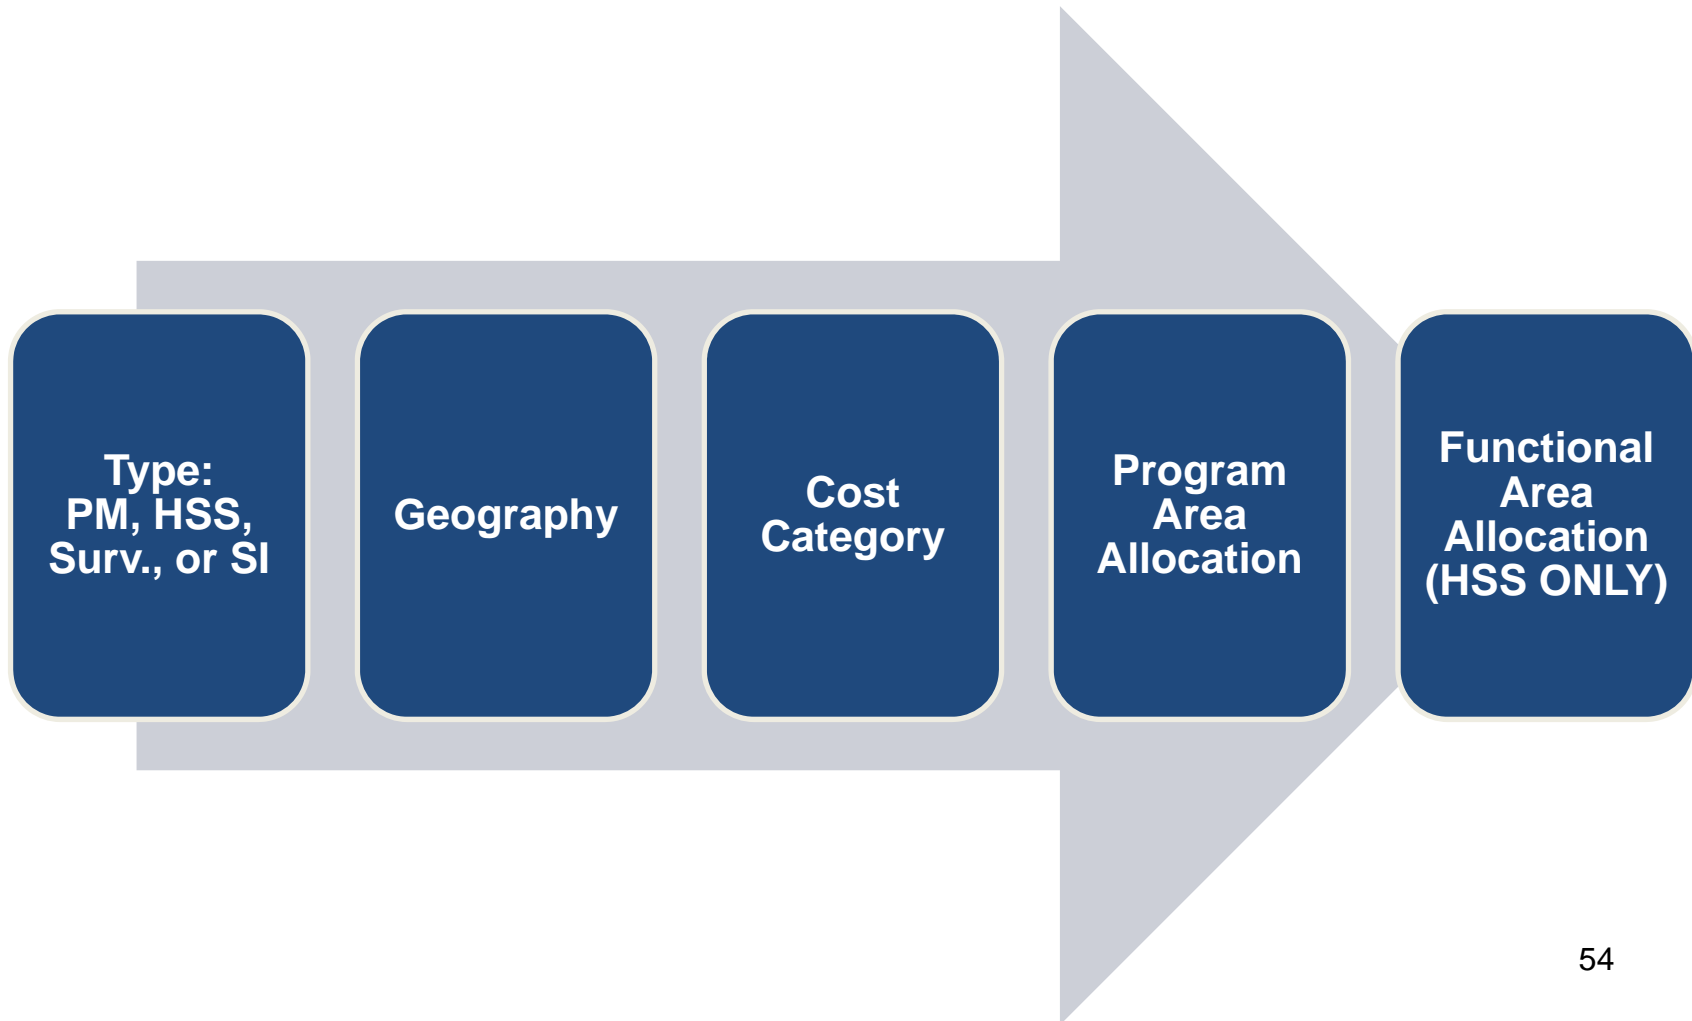 Type:
PM, HSS,
Surv., or SI
Geography
Cost
Category
Program
Area
Allocation
Functional
Area
Allocation
(HSS ONLY)
54